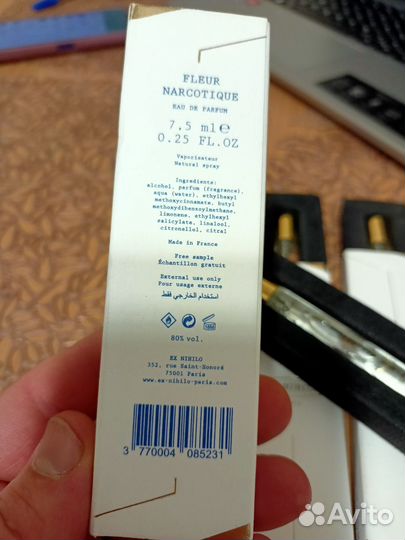 FLEUR
NARCOTIQUE
EAU DE PARFUM
7.5 ml℮
0.25 FL.OZ
Vaporisateur
Natural spray
Ingredients:
alcohol, parfum (fragrance),
aqua (water), ethylhexyl
methoxycinnamate, butyl
methoxydibenzoylmethane,
limonene, ethylhexyl
salicylate, linalool,
citronellol, citral
Made in France
Free sample
Échantillon gratuit
External use only
Pour usage externe
استخدام الخارجي فقط
80% vol.
EX NIHILO
352, rue Saint-Honoré
75001 Paris
www.ex-nihilo-paris.com
3 770004 085231
Avito